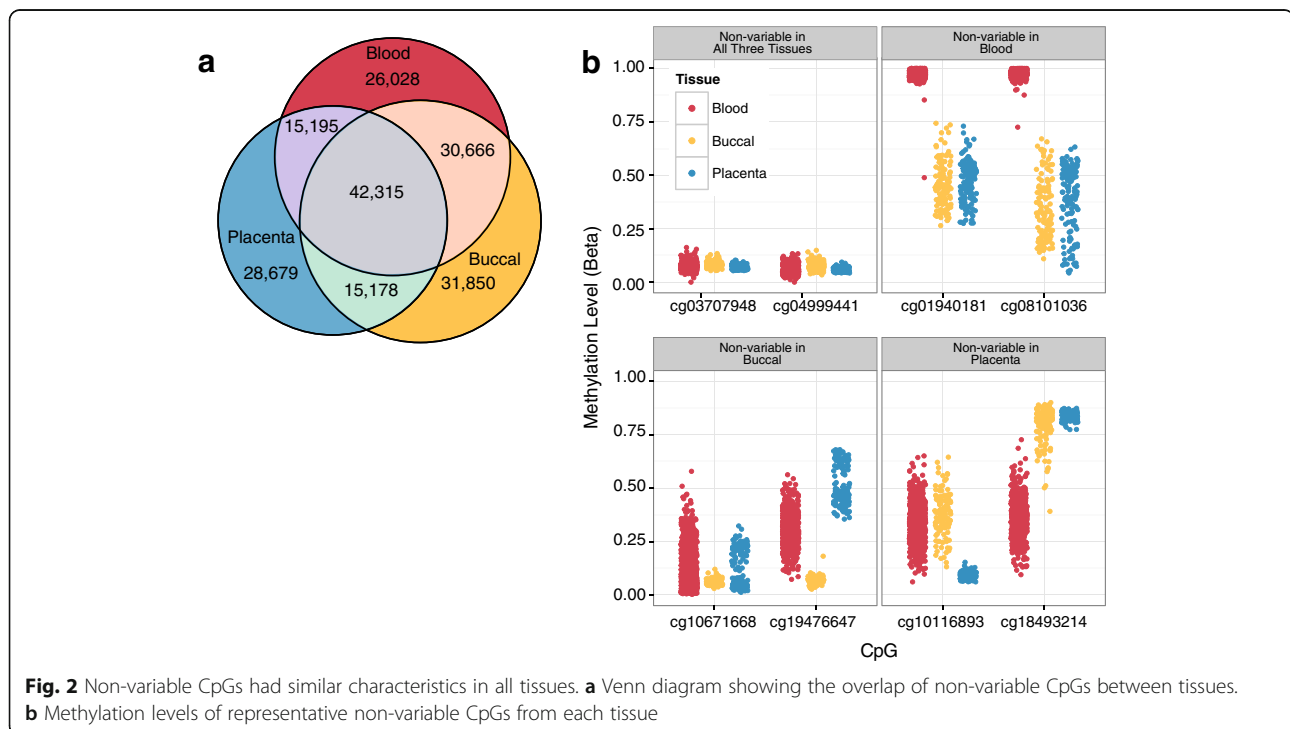 a
Blood
26,028
15,195
30,666
42,315
Placenta
28,679
15,178
Buccal
31,850
b
Non-variable in
All Three Tissues
Non-variable in
Blood
Tissue
Blood
Buccal
Placenta
1.00
0.75
0.50
0.25
0.00
cg03707948
cg04999441
cg01940181
cg08101036
Methylation Level (Beta)
Non-variable in
Buccal
Non-variable in
Placenta
1.00
0.75
0.50
0.25
0.00
cg10671668
cg19476647
cg10116893
cg18493214
CpG
Fig. 2 Non-variable CpGs had similar characteristics in all tissues. a Venn diagram showing the overlap of non-variable CpGs between tissues.
b Methylation levels of representative non-variable CpGs from each tissue